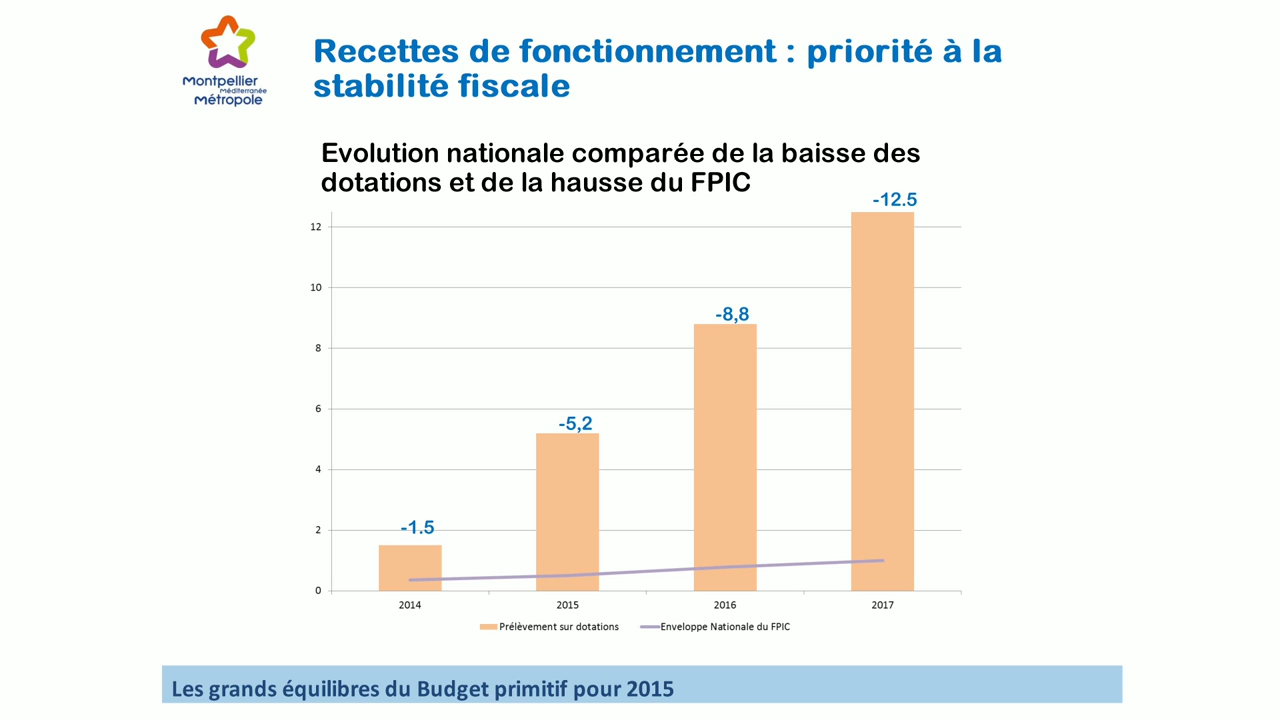 Montpellier
Méditerranée
Métropole
Recettes de fonctionnement : priorité à la
stabilité fiscale
Evolution nationale comparée de la baisse des
dotations et de la hausse du FPIC
-12.5
12
10
-8,8
8
6
-5,2
4
-1.5
2
0
2014 2015 2016 2017
Prélèvement sur dotations Enveloppe Nationale du FPIC
Les grands équilibres du Budget primitif pour 2015